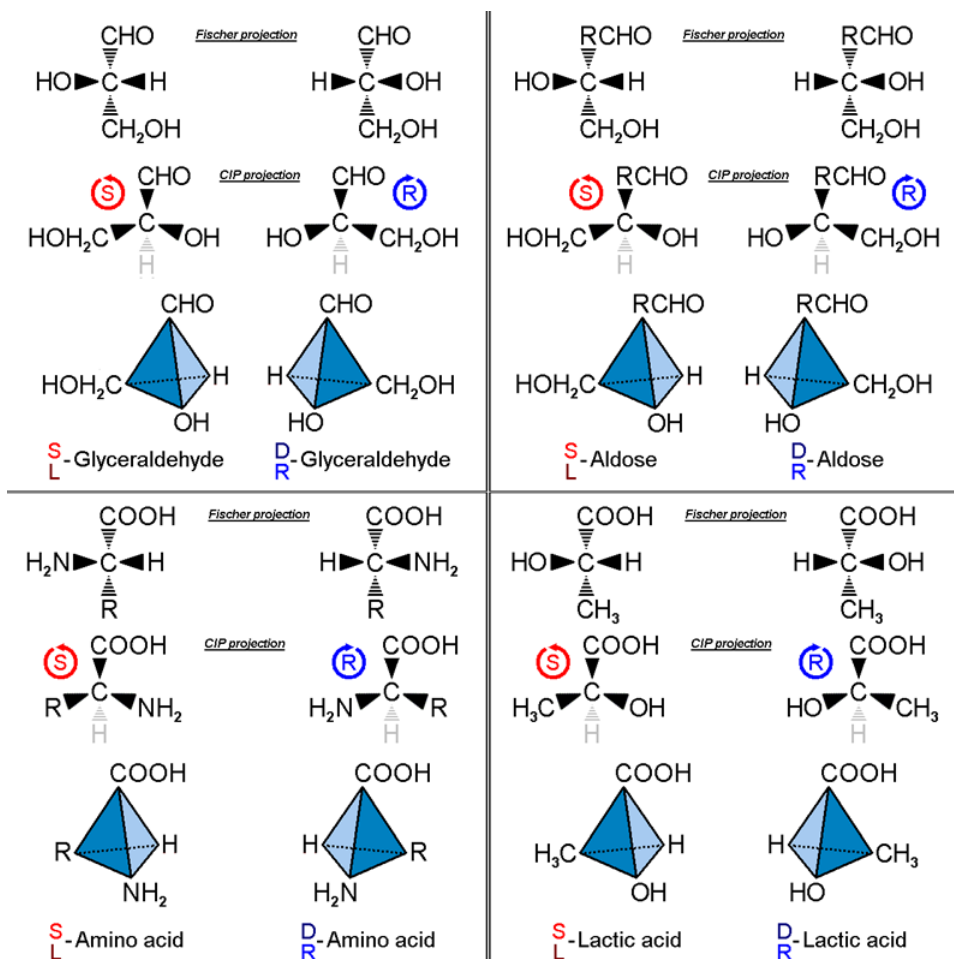 CHO Fischer projection CHO
HO C H H C OH
CH₂OH CH₂OH
S CHO CIP projection CHO R
C C
HOH₂C OH HO CH₂OH
H H
CHO CHO
HOH₂C H H CH₂OH
OH HO
S L -Glyceraldehyde D R -Glyceraldehyde
RCHO Fischer projection RCHO
HO C H H C OH
CH₂OH CH₂OH
S RCHO CIP projection RCHO R
C C
HOH₂C OH HO CH₂OH
H H
RCHO RCHO
HOH₂C H H CH₂OH
OH HO
S L -Aldose D R -Aldose
COOH Fischer projection COOH
H₂N C H H C NH₂
R R
S COOH CIP projection R COOH
C C
R NH₂ H₂N R
H H
COOH COOH
R H H R
NH₂ H₂N
S L -Amino acid D R -Amino acid
COOH Fischer projection COOH
HO C H H C OH
CH₃ CH₃
S COOH CIP projection R COOH
C C
H₃C OH HO CH₃
H H
COOH COOH
H₃C H H CH₃
OH HO
S L -Lactic acid D R -Lactic acid